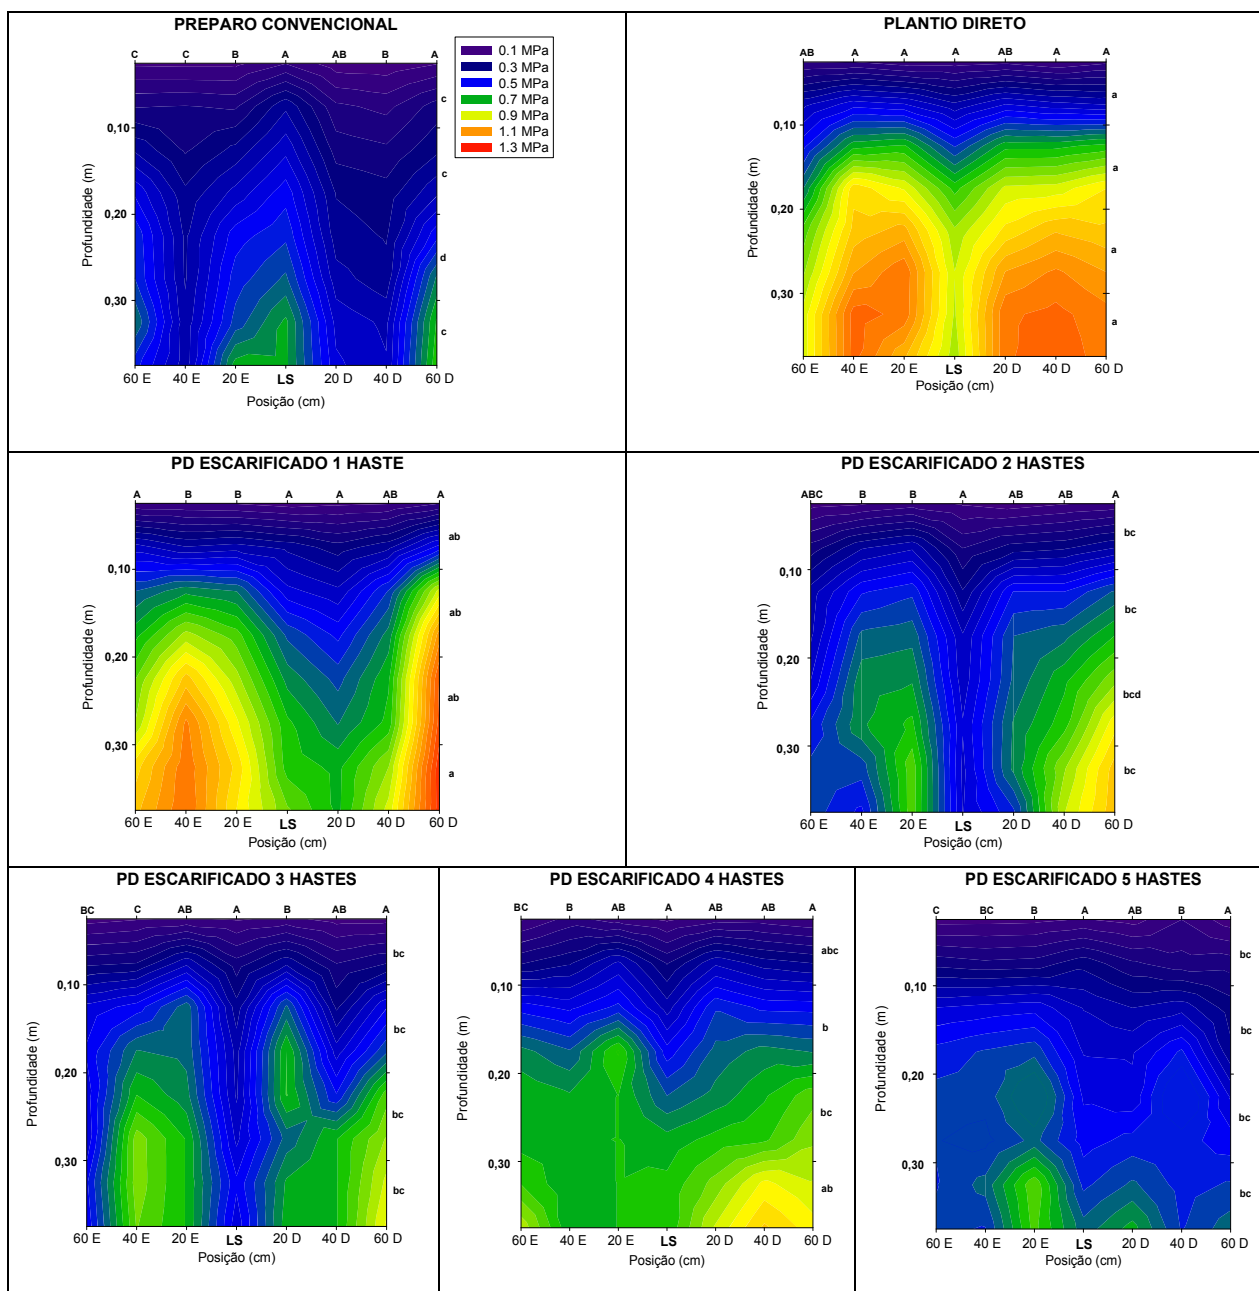 PREPARO CONVENCIONAL
C C B A AB B A
0.1 MPa
0.3 MPa
0.5 MPa
0.7 MPa
0.9 MPa
1.1 MPa
1.3 MPa
c
0,10
c
0,20
d
0,30
c
Profundidade (m)
60 E 40 E 20 E LS 20 D 40 D 60 D
Posição (cm)
PLANTIO DIRETO
AB A A A AB A A
a
0,10
a
0,20
a
0,30
a
Profundidade (m)
60 E 40 E 20 E LS 20 D 40 D 60 D
Posição (cm)
PD ESCARIFICADO 1 HASTE
A B B A A AB A
ab
0,10
ab
0,20
ab
0,30
a
Profundidade (m)
60 E 40 E 20 E LS 20 D 40 D 60 D
Posição (cm)
PD ESCARIFICADO 2 HASTES
ABC B B A AB AB A
bc
0,10
bc
0,20
bcd
0,30
bc
Profundidade (m)
60 E 40 E 20 E LS 20 D 40 D 60 D
Posição (cm)
PD ESCARIFICADO 3 HASTES
BC C AB A B AB A
bc
0,10
bc
0,20
bc
0,30
bc
Profundidade (m)
60 E 40 E 20 E LS 20 D 40 D 60 D
Posição (cm)
PD ESCARIFICADO 4 HASTES
BC B AB A AB AB A
abc
0,10
b
0,20
bc
0,30
ab
Profundidade (m)
60 E 40 E 20 E LS 20 D 40 D 60 D
Posição (cm)
PD ESCARIFICADO 5 HASTES
C BC B A AB B A
bc
0,10
bc
0,20
bc
0,30
bc
Profundidade (m)
60 E 40 E 20 E LS 20 D 40 D 60 D
Posição (cm)